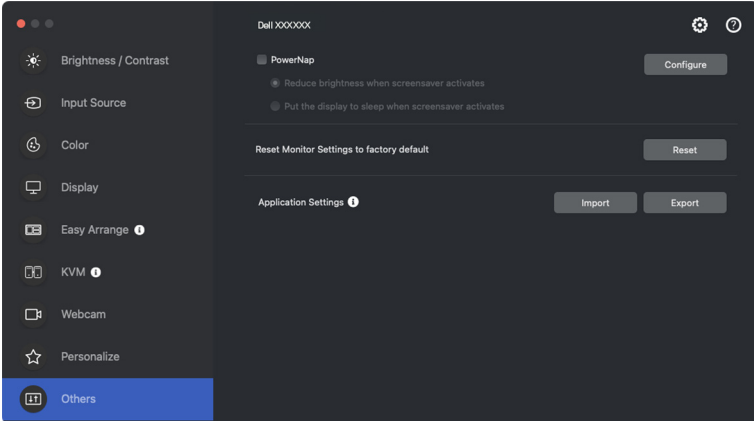 Dell XXXXXX
Brightness / Contrast
Input Source
Color
Display
Easy Arrange
KVM
Webcam
Personalize
Others
PowerNap
Configure
Reduce brightness when screensaver activates
Put the display to sleep when screensaver activates
Reset Monitor Settings to factory default
Reset
Application Settings
Import
Export